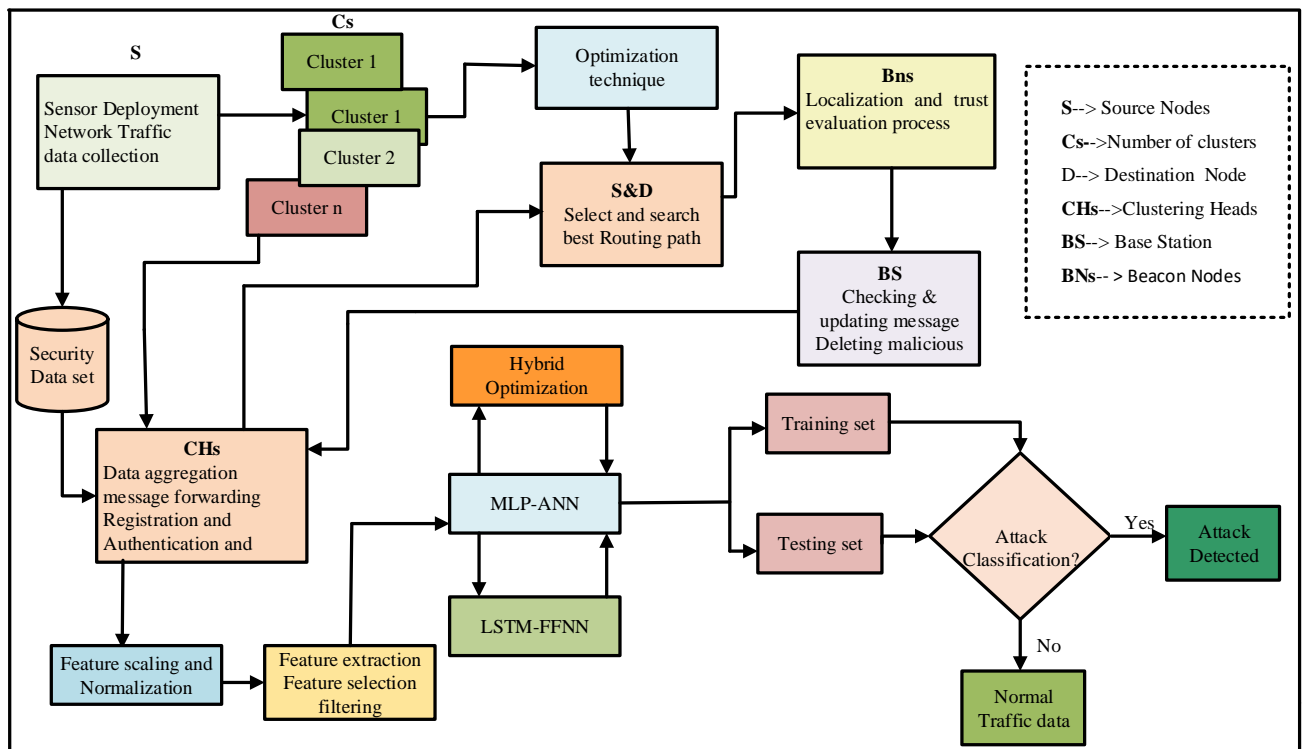 S
Sensor Deployment
Network Traffic
data collection
Cs
Cluster 1
Cluster 1
Cluster 2
Cluster n
Optimization
technique
S&D
Select and search
best Routing path
Bns
Localization and trust
evaluation process
BS
Checking &
updating message
Deleting malicious
S--> Source Nodes
Cs-->Number of clusters
D--> Destination Node
CHs-->Clustering Heads
BS--> Base Station
BNs-- > Beacon Nodes
Security
Data set
CHs
Data aggregation
message forwarding
Registration and
Authentication and
Feature scaling and
Normalization
Feature extraction
Feature selection
filtering
Hybrid
Optimization
MLP-ANN
LSTM-FFNN
Training set
Testing set
Attack
Classification?
Yes
Attack
Detected
No
Normal
Traffic data